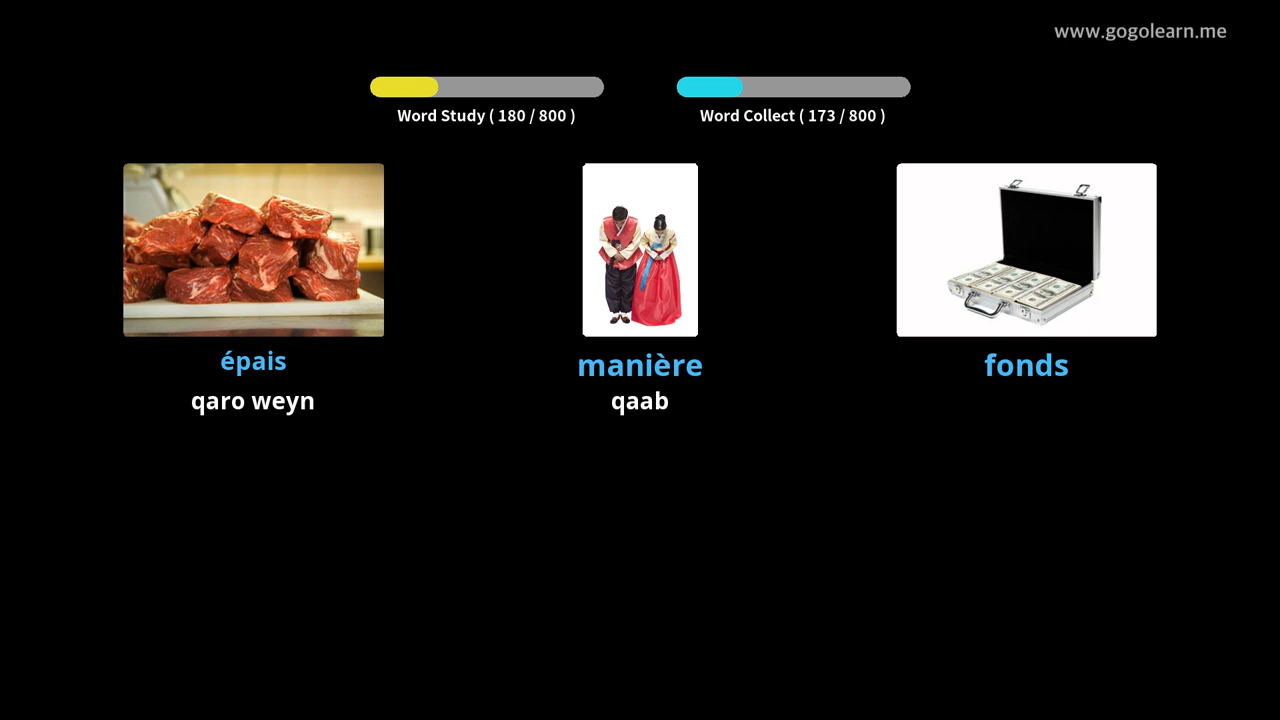 www.gogolearn.me
Word Study ( 180 / 800 )
Word Collect ( 173 / 800 )
épais
manière
fonds
qaro weyn
qaab